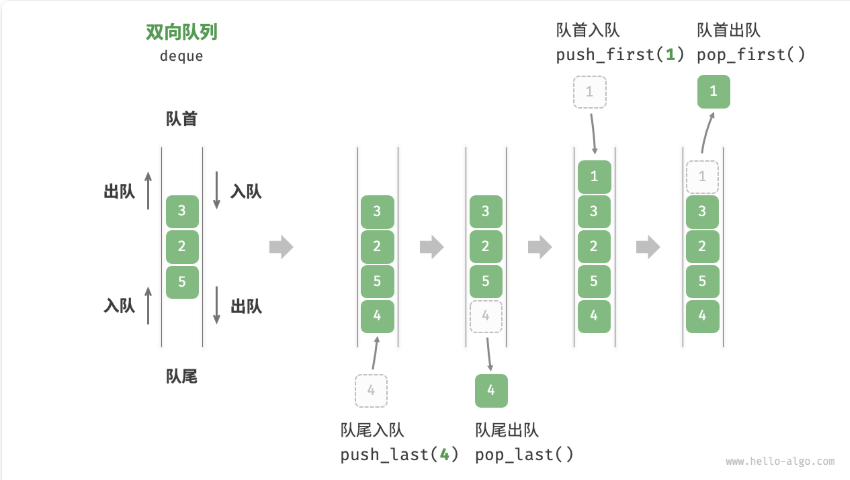 双向队列
deque
队首
出队
入队
3
2
5
入队
出队
队尾
3
2
5
4
4
队尾入队
push_last(4)
3
2
5
4
4
队尾出队
pop_last()
队首入队
push_first(1)
1
1
3
2
5
4
队首出队
pop_first()
1
1
3
2
5
4
www.hello-algo.com